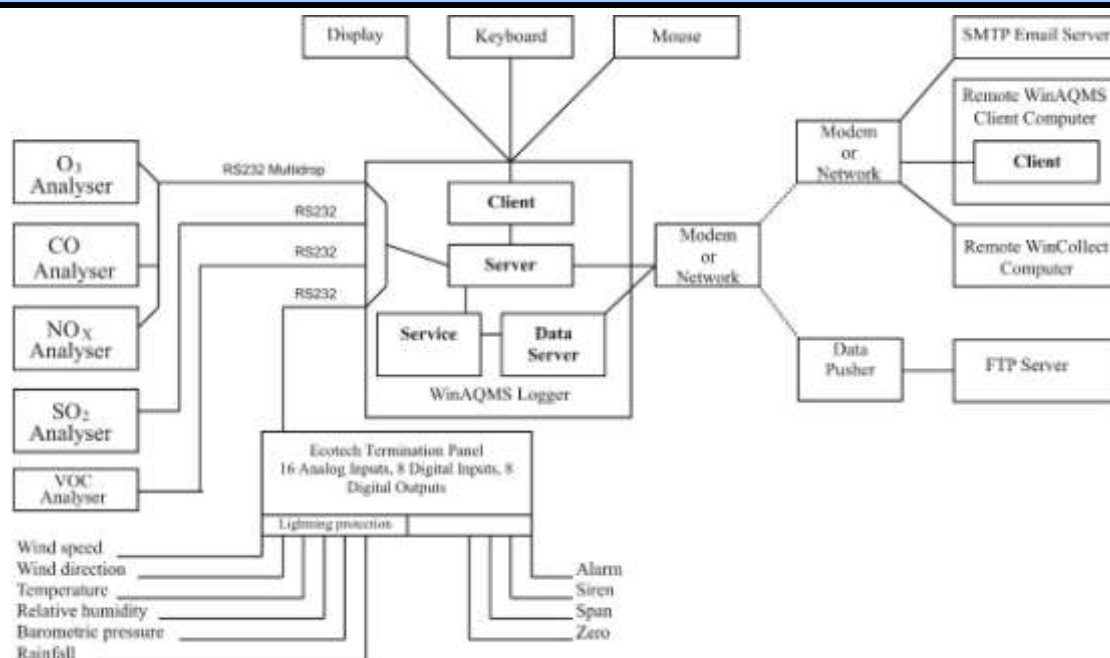 Display
Keyboard
Mouse
SMTP Email Server
Remote WinAQMS
Client Computer
Client
Modem
or
Network
Remote WinCollect
Computer
O₃
Analyser
CO
Analyser
NOX
Analyser
SO₂
Analyser
VOC
Analyser
RS232 Multidrop
RS232
RS232
RS232
Client
Server
Service
Data
Server
WinAQMS Logger
Modem
or
Network
Data
Pusher
FTP Server
Ecotech Termination Panel
16 Analog Inputs, 8 Digital Inputs, 8
Digital Outputs
Lightning protection
Wind speed
Wind direction
Temperature
Relative humidity
Barometric pressure
Rainfall
Alarm
Siren
Span
Zero